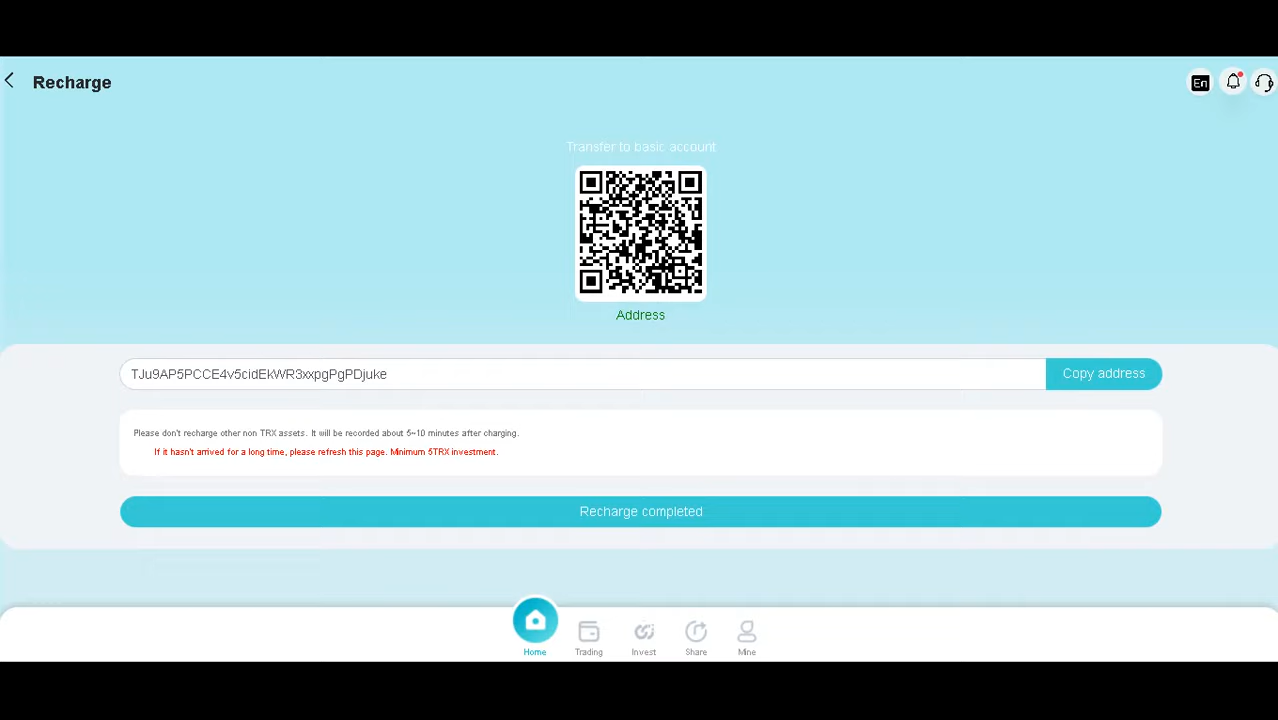 Recharge
En
Transfer to basic account
Address
TJu9AP5PCCE4v5cidEkWR3xxpgPgPDjuke
Copy address
Please don't recharge other non TRX assets. It will be recorded about 5~10 minutes after charging.
If it hasn't arrived for a long time, please refresh this page. Minimum 5TRX investment.
Recharge completed
Home
Trading
Invest
Share
Mine